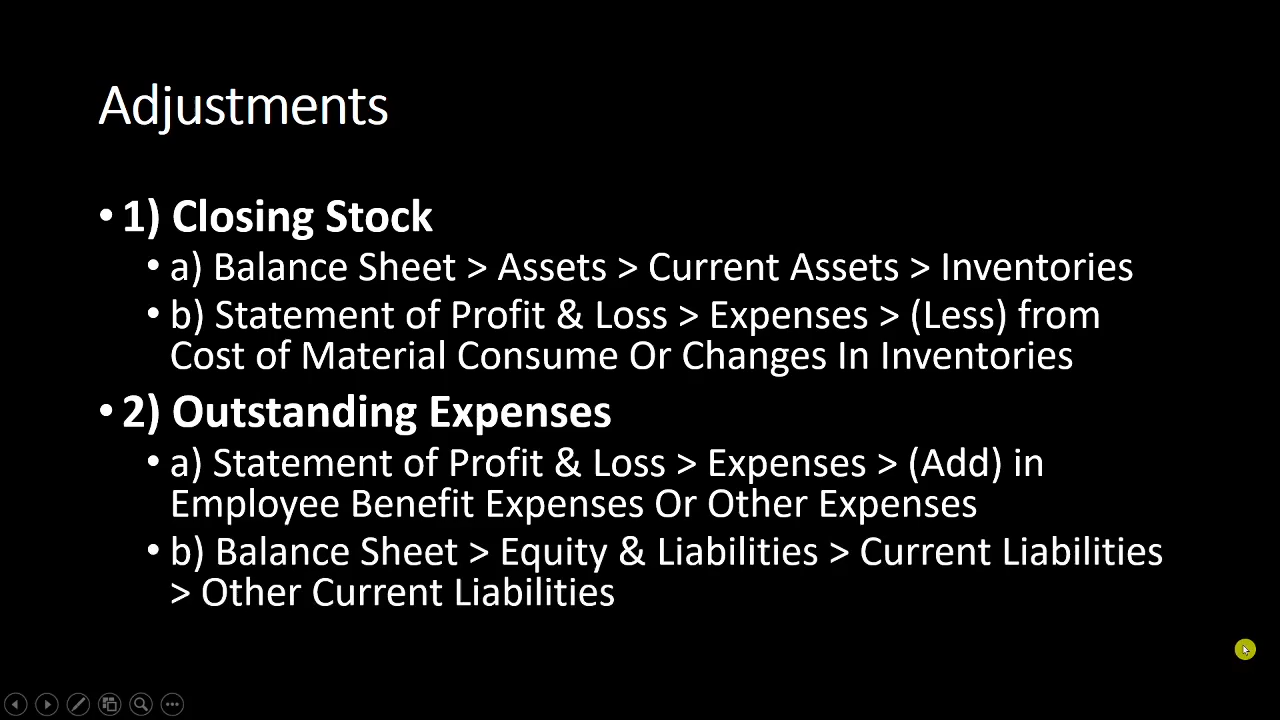 Adjustments
• 1) Closing Stock
• a) Balance Sheet > Assets > Current Assets > Inventories
• b) Statement of Profit & Loss > Expenses > (Less) from
Cost of Material Consume Or Changes In Inventories
• 2) Outstanding Expenses
• a) Statement of Profit & Loss > Expenses > (Add) in
Employee Benefit Expenses Or Other Expenses
• b) Balance Sheet > Equity & Liabilities > Current Liabilities
> Other Current Liabilities